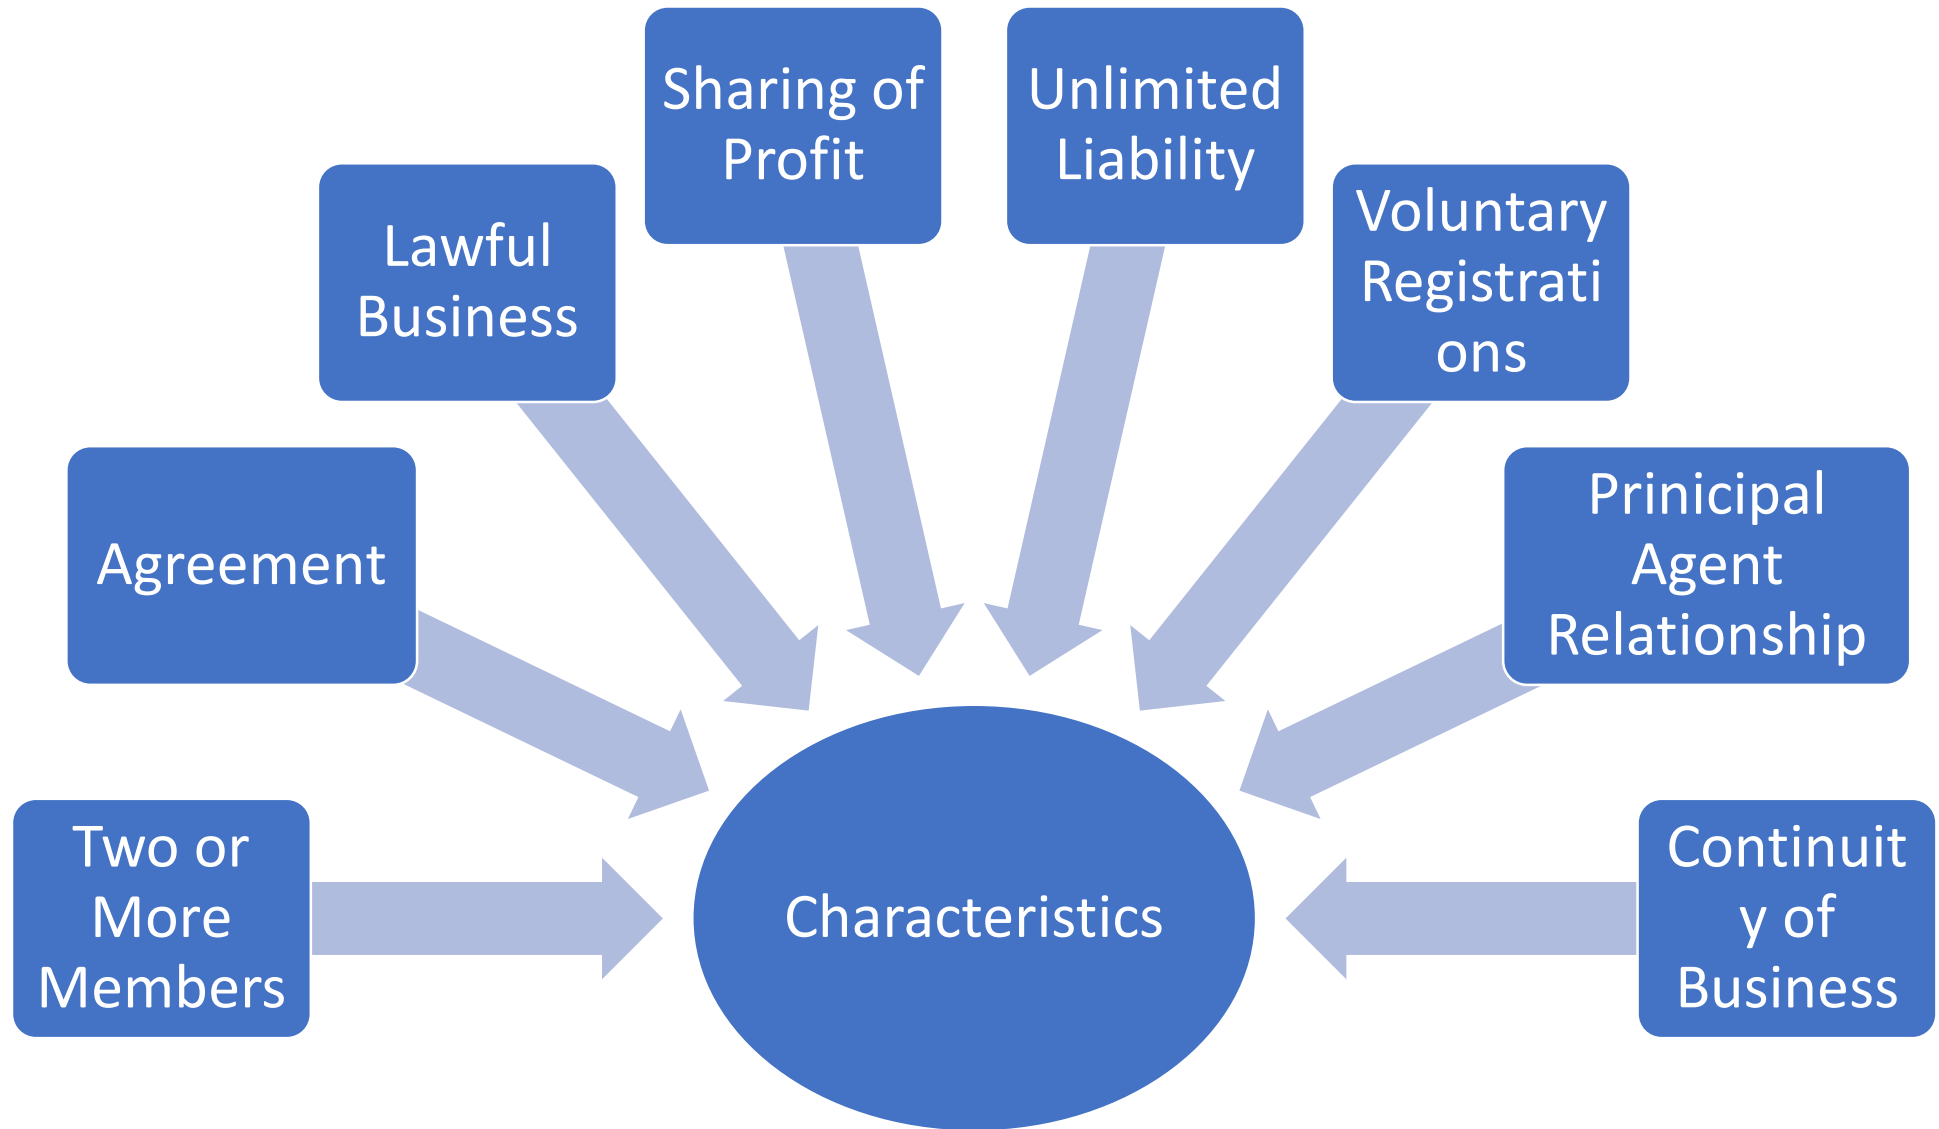 Sharing of
Profit
Unlimited
Liability
Lawful
Business
Voluntary
Registrati
ons
Agreement
Prinicipal
Agent
Relationship
Two or
More
Members
Characteristics
Continuit
y of
Business